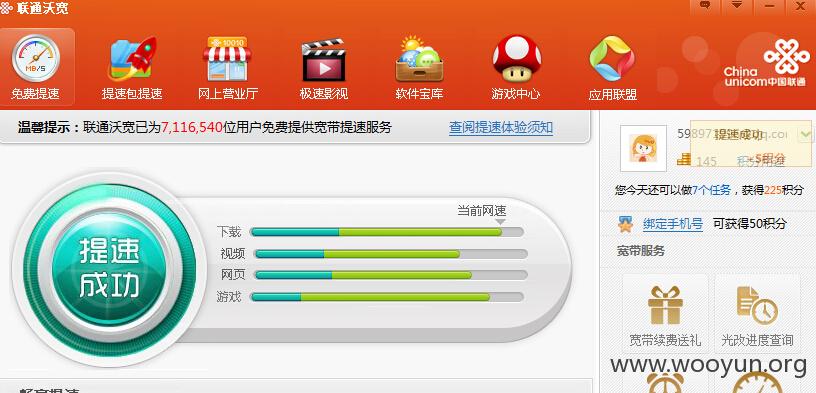 联通沃宽
MB/S
10010
免费提速
提速包提速
网上营业厅
极速影视
软件宝库
游戏中心
应用联盟
China
unicom中国联通
温馨提示：联通沃宽已为7,116,540位用户免费提供宽带提速服务
查阅提速体验须知
提速成功
145
+5积分
您今天还可以做7个任务，获得225积分
绑定手机号 可获得50积分
宽带服务
宽带续费送礼
光改进度查询
提速
成功
当前网速
下载
视频
网页
游戏
www.wooyun.org